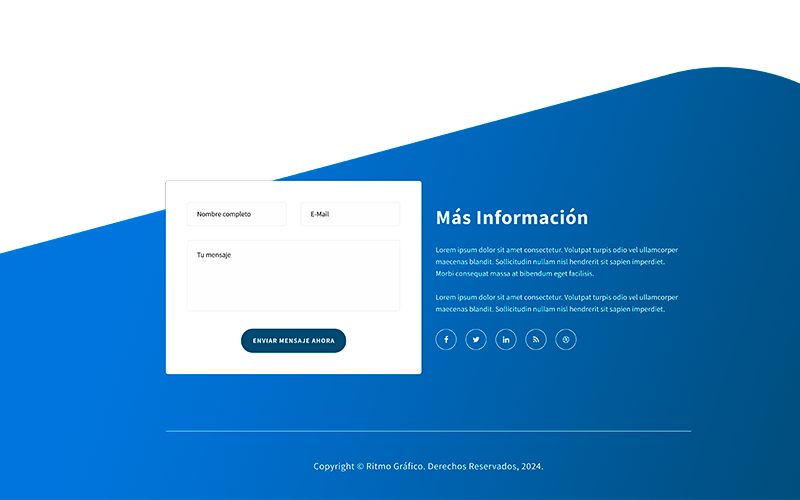 Nombre completo
E-Mail
Tu mensaje
ENVIAR MENSAJE AHORA
Más Información
Lorem ipsum dolor sit amet consectetur. Volutpat turpis odio vel ullamcorper
maecenas blandit. Sollicitudin nullam nisl hendrerit sit sapien imperdiet.
Morbi consequat massa at bibendum eget facilisis.
Lorem ipsum dolor sit amet consectetur. Volutpat turpis odio vel ullamcorper
maecenas blandit. Sollicitudin nullam nisl hendrerit sit sapien imperdiet.
Copyright © Ritmo Gráfico. Derechos Reservados, 2024.